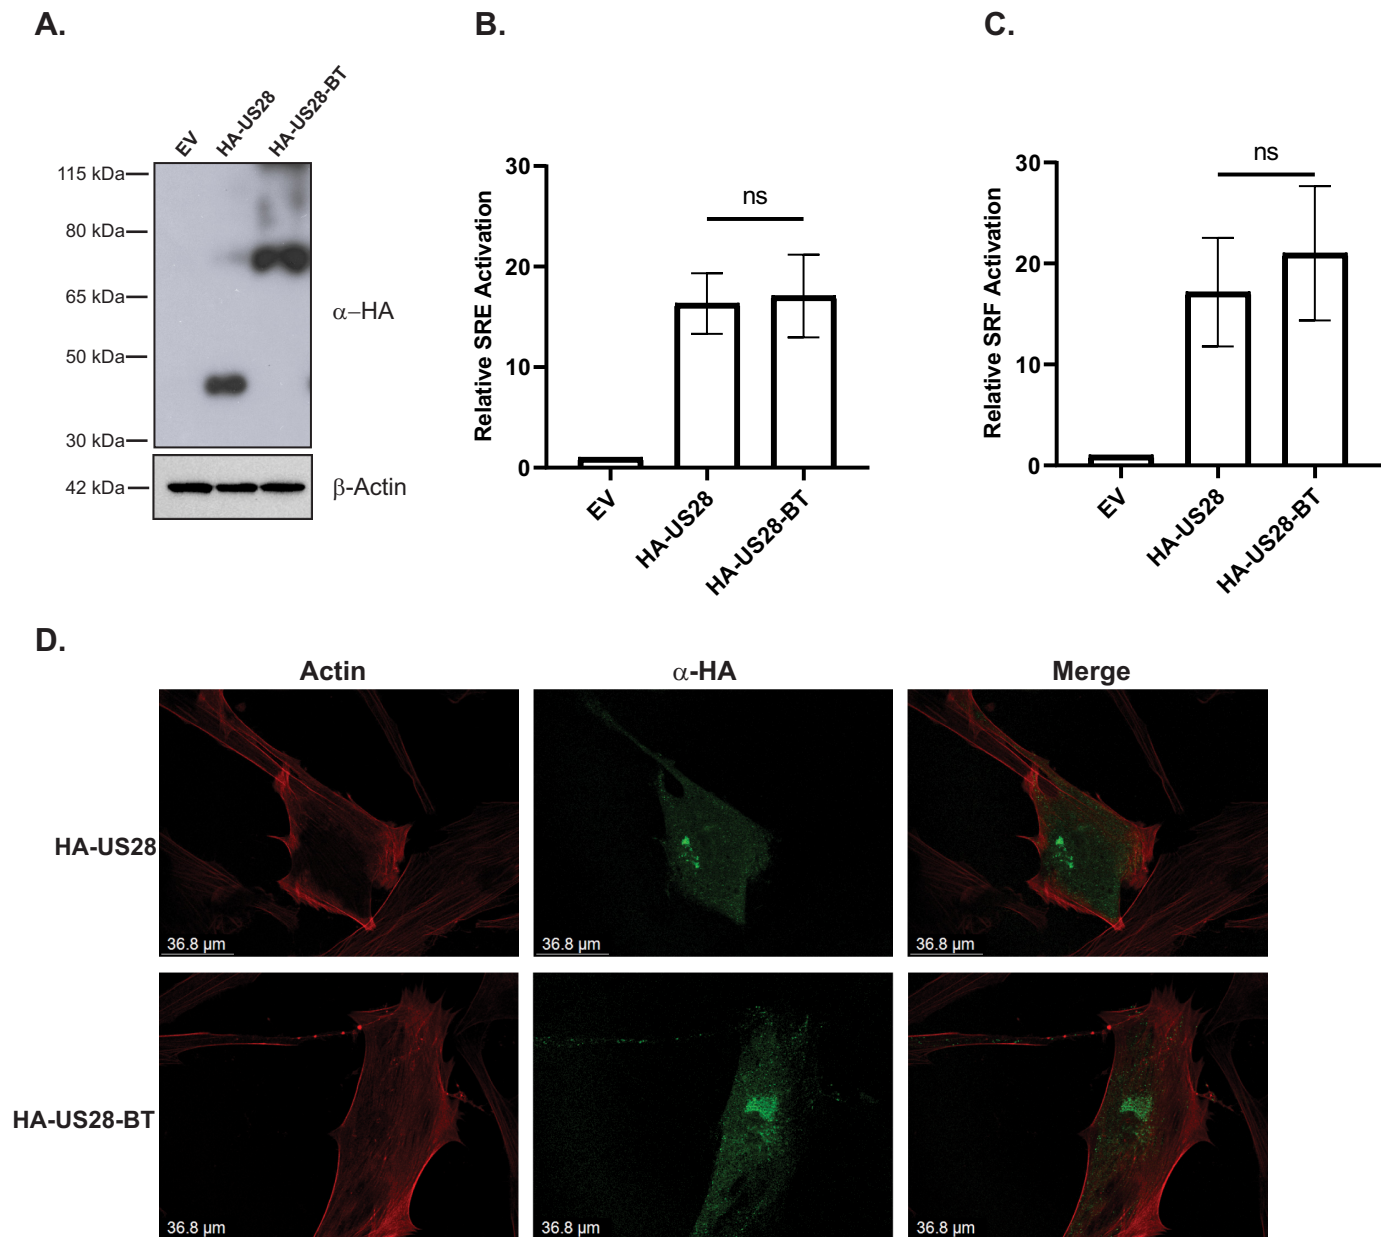 A.
EV
HA-US28
HA-US28-BT
115 kDa
80 kDa
65 kDa
50 kDa
30 kDa
42 kDa
α–HA
β-Actin
B.
Relative SRE Activation
30
20
10
0
ns
EV
HA-US28
HA-US28-BT
C.
Relative SRF Activation
30
20
10
0
ns
EV
HA-US28
HA-US28-BT
D.
Actin
α-HA
Merge
HA-US28
36.8 µm
36.8 µm
36.8 µm
HA-US28-BT
36.8 µm
36.8 µm
36.8 µm